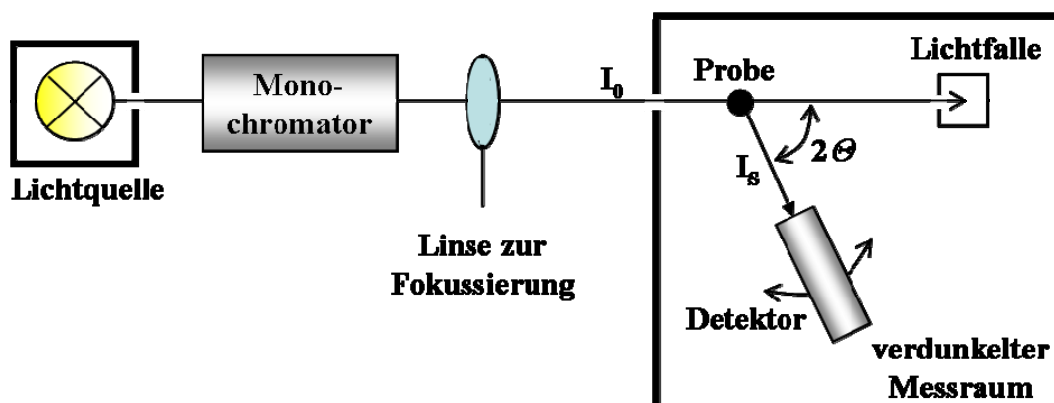 Lichtquelle
Mono-
chromator
Linse zur
Fokussierung
I₀
Probe
Lichtfalle
2Θ
Iₛ
Detektor
verdunkelter
Messraum